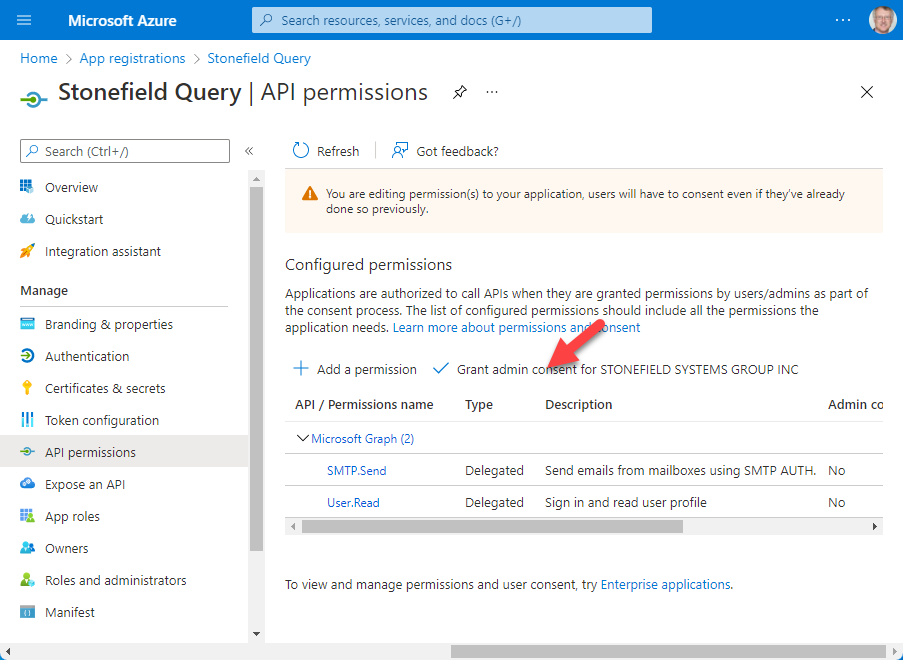 Microsoft Azure
Search resources, services, and docs (G+/)
...
Home > App registrations > Stonefield Query
Stonefield Query | API permissions
...
Search (Ctrl+/)
«
Overview
Quickstart
Integration assistant
Manage
Branding & properties
Authentication
Certificates & secrets
Token configuration
API permissions
Expose an API
App roles
Owners
Roles and administrators
Manifest
Refresh
Got feedback?
You are editing permission(s) to your application, users will have to consent even if they've already
done so previously.
Configured permissions
Applications are authorized to call APIs when they are granted permissions by users/admins as part of
the consent process. The list of configured permissions should include all the permissions the
application needs. Learn more about permissions and consent
Add a permission
Grant admin consent for STONEFIELD SYSTEMS GROUP INC
API / Permissions name Type Description Admin co
Microsoft Graph (2)
SMTP.Send Delegated Send emails from mailboxes using SMTP AUTH. No
User.Read Delegated Sign in and read user profile No
To view and manage permissions and user consent, try Enterprise applications.